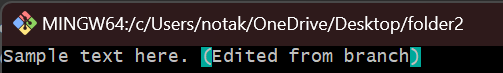 MINGW64:/c/Users/notak/OneDrive/Desktop/folder2
Sample text here. (Edited from branch)